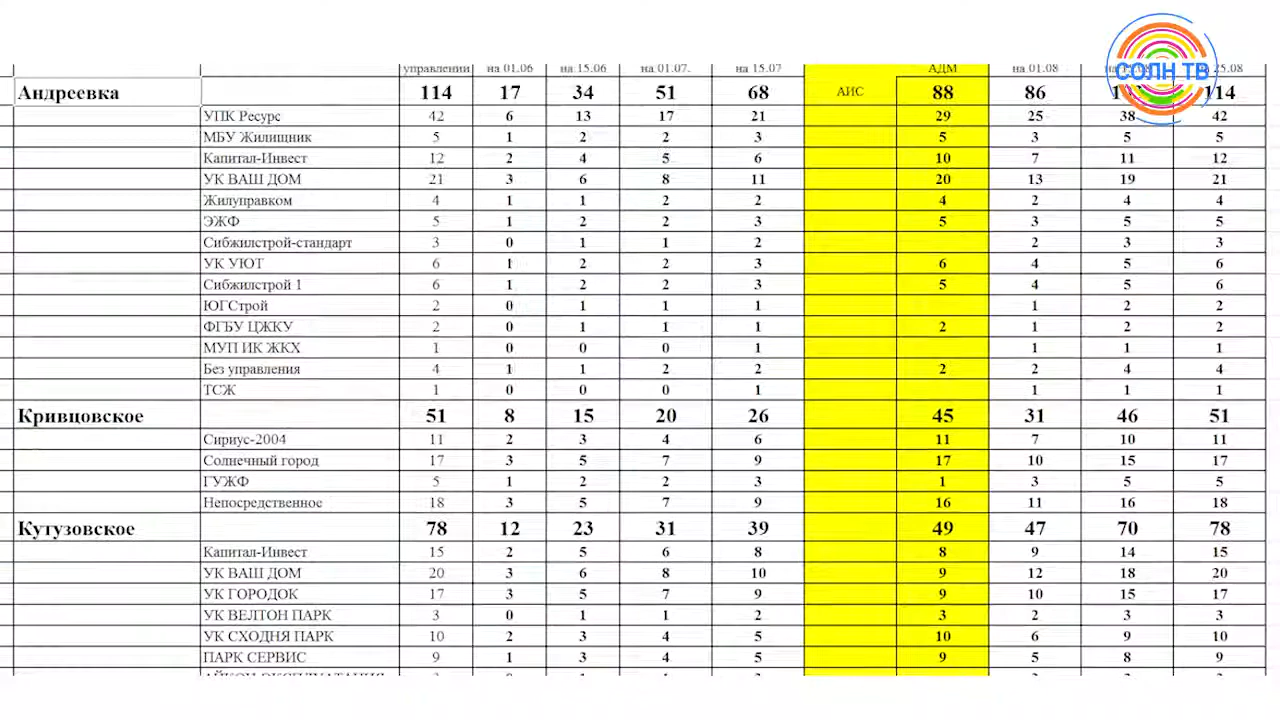 СОЛН ТВ
управлении на 01.06 на 15.06 на 01.07. на 15.07 АДМ на 01.08 25.08
Андреевка 114 17 34 51 68 АИС 88 86 114
УПК Ресурс 42 6 13 17 21 29 25 38 42
МБУ Жилищник 5 1 2 2 3 5 3 5 5
Капитал-Инвест 12 2 4 5 6 10 7 11 12
УК ВАШ ДОМ 21 3 6 8 11 20 13 19 21
Жилуправком 4 1 1 2 2 4 2 4 4
ЭЖФ 5 1 2 2 3 5 3 5 5
Сибжилстрой-стандарт 3 0 1 1 2 2 3 3
УК УЮТ 6 1 2 2 3 6 4 5 6
Сибжилстрой 1 6 1 2 2 3 5 4 5 6
ЮГСтрой 2 0 1 1 1 1 2 2
ФГБУ ЦЖКУ 2 0 1 1 1 2 1 2 2
МУП ИК ЖКХ 1 0 0 0 1 1 1 1
Без управления 4 1 1 2 2 2 2 4 4
ТСЖ 1 0 0 0 1 1 1 1
Кривцовское 51 8 15 20 26 45 31 46 51
Сириус-2004 11 2 3 4 6 11 7 10 11
Солнечный город 17 3 5 7 9 17 10 15 17
ГУЖФ 5 1 2 2 3 1 3 5 5
Непосредственное 18 3 5 7 9 16 11 16 18
Кутузовское 78 12 23 31 39 49 47 70 78
Капитал-Инвест 15 2 5 6 8 8 9 14 15
УК ВАШ ДОМ 20 3 6 8 10 9 12 18 20
УК ГОРОДОК 17 3 5 7 9 9 10 15 17
УК ВЕЛТОН ПАРК 3 0 1 1 2 3 2 3 3
УК СХОДНЯ ПАРК 10 2 3 4 5 10 6 9 10
ПАРК СЕРВИС 9 1 3 4 5 9 5 8 9